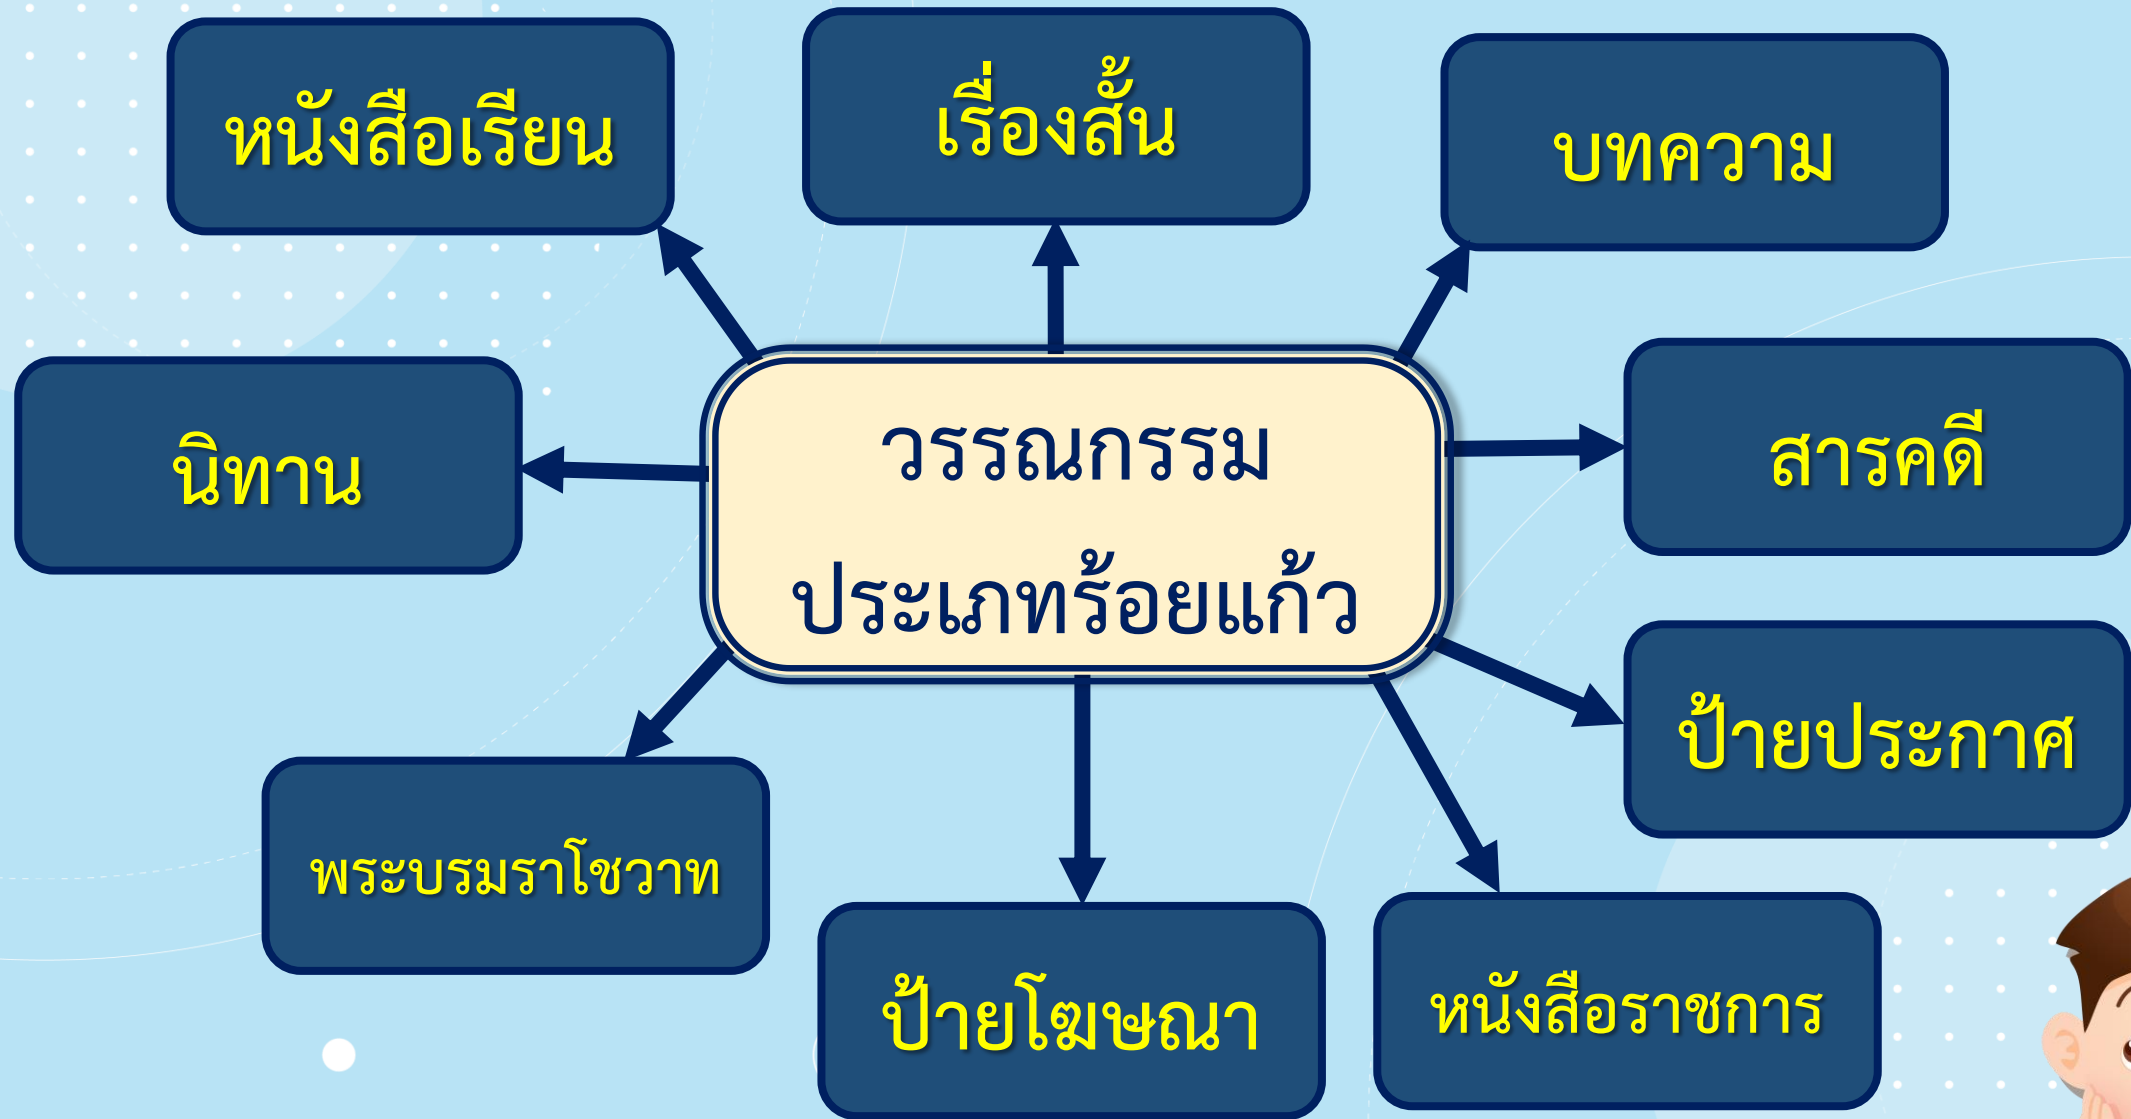 หนังสือเรียน
เรื่องสั้น
บทความ
นิทาน
วรรณกรรม
ประเภทร้อยแก้ว
สารคดี
ป้ายประกาศ
พระบรมราโชวาท
ป้ายโฆษณา
หนังสือราชการ